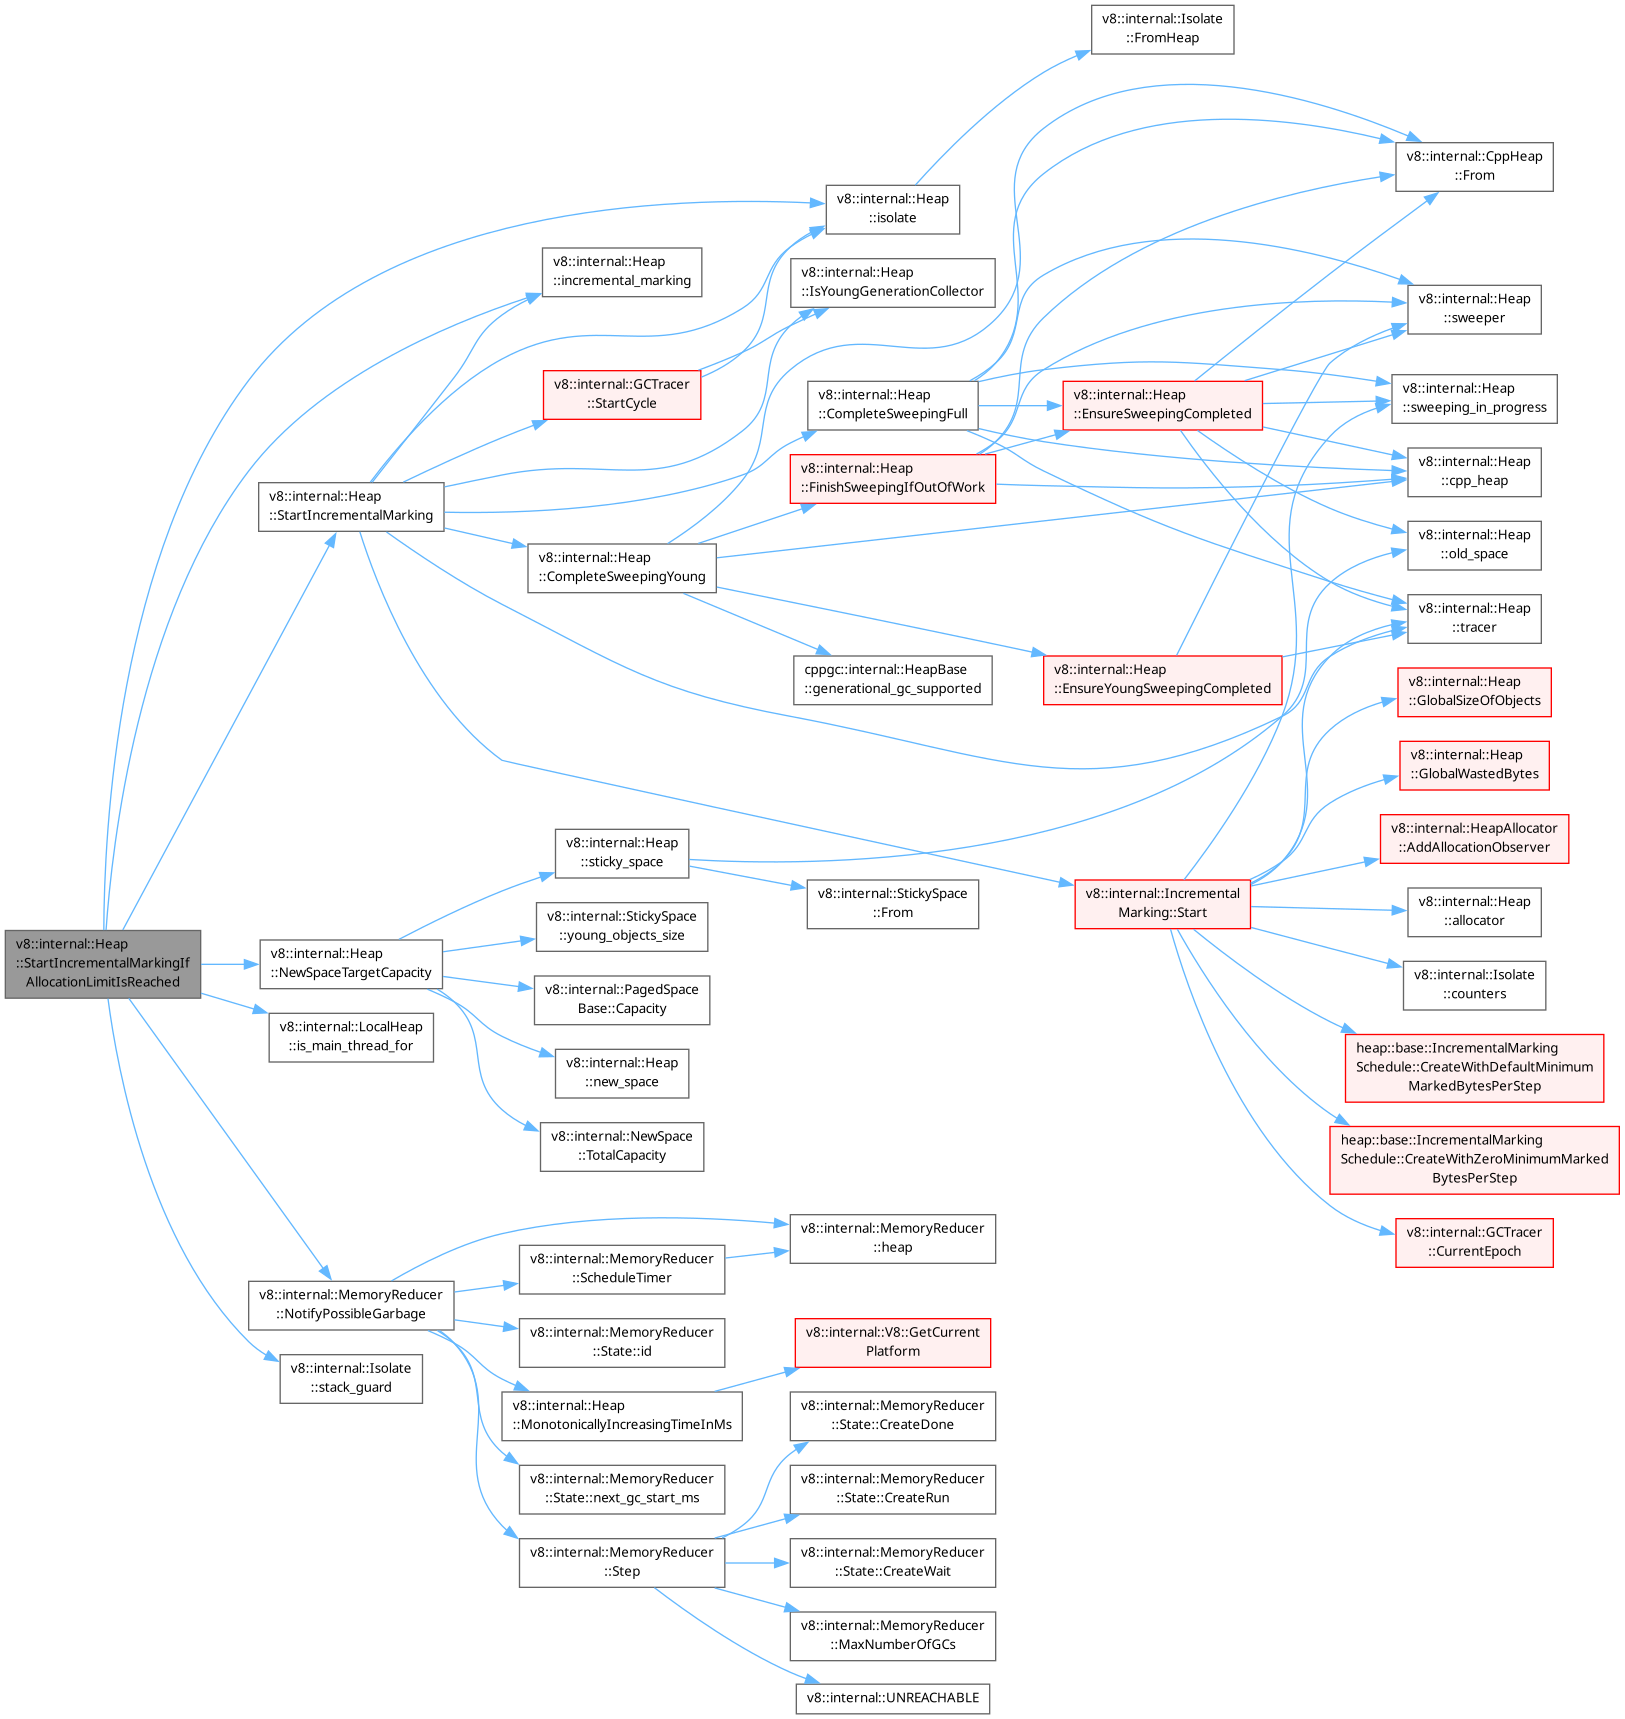 v8::internal::Isolate
::FromHeap
v8::internal::CppHeap
::From
v8::internal::Heap
::isolate
v8::internal::Heap
::incremental_marking
v8::internal::Heap
::IsYoungGenerationCollector
v8::internal::Heap
::sweeper
v8::internal::GCTracer
::StartCycle
v8::internal::Heap
::CompleteSweepingFull
v8::internal::Heap
::EnsureSweepingCompleted
v8::internal::Heap
::sweeping_in_progress
v8::internal::Heap
::FinishSweepingIfOutOfWork
v8::internal::Heap
::cpp_heap
v8::internal::Heap
::StartIncrementalMarking
v8::internal::Heap
::old_space
v8::internal::Heap
::CompleteSweepingYoung
v8::internal::Heap
::tracer
cppgc::internal::HeapBase
::generational_gc_supported
v8::internal::Heap
::EnsureYoungSweepingCompleted
v8::internal::Heap
::GlobalSizeOfObjects
v8::internal::Heap
::GlobalWastedBytes
v8::internal::Heap
::sticky_space
v8::internal::HeapAllocator
::AddAllocationObserver
v8::internal::StickySpace
::From
v8::internal::Incremental
Marking::Start
v8::internal::Heap
::allocator
v8::internal::StickySpace
::young_objects_size
v8::internal::Heap
::StartIncrementalMarkingIf
AllocationLimitIsReached
v8::internal::Heap
::NewSpaceTargetCapacity
v8::internal::PagedSpace
Base::Capacity
v8::internal::Isolate
::counters
v8::internal::LocalHeap
::is_main_thread_for
v8::internal::Heap
::new_space
heap::base::IncrementalMarking
Schedule::CreateWithDefaultMinimum
MarkedBytesPerStep
v8::internal::NewSpace
::TotalCapacity
heap::base::IncrementalMarking
Schedule::CreateWithZeroMinimumMarked
BytesPerStep
v8::internal::MemoryReducer
::heap
v8::internal::GCTracer
::CurrentEpoch
v8::internal::MemoryReducer
::ScheduleTimer
v8::internal::MemoryReducer
::NotifyPossibleGarbage
v8::internal::MemoryReducer
::State::id
v8::internal::V8::GetCurrent
Platform
v8::internal::Isolate
::stack_guard
v8::internal::Heap
::MonotonicallyIncreasingTimeInMs
v8::internal::MemoryReducer
::State::CreateDone
v8::internal::MemoryReducer
::State::next_gc_start_ms
v8::internal::MemoryReducer
::State::CreateRun
v8::internal::MemoryReducer
::Step
v8::internal::MemoryReducer
::State::CreateWait
v8::internal::MemoryReducer
::MaxNumberOfGCs
v8::internal::UNREACHABLE